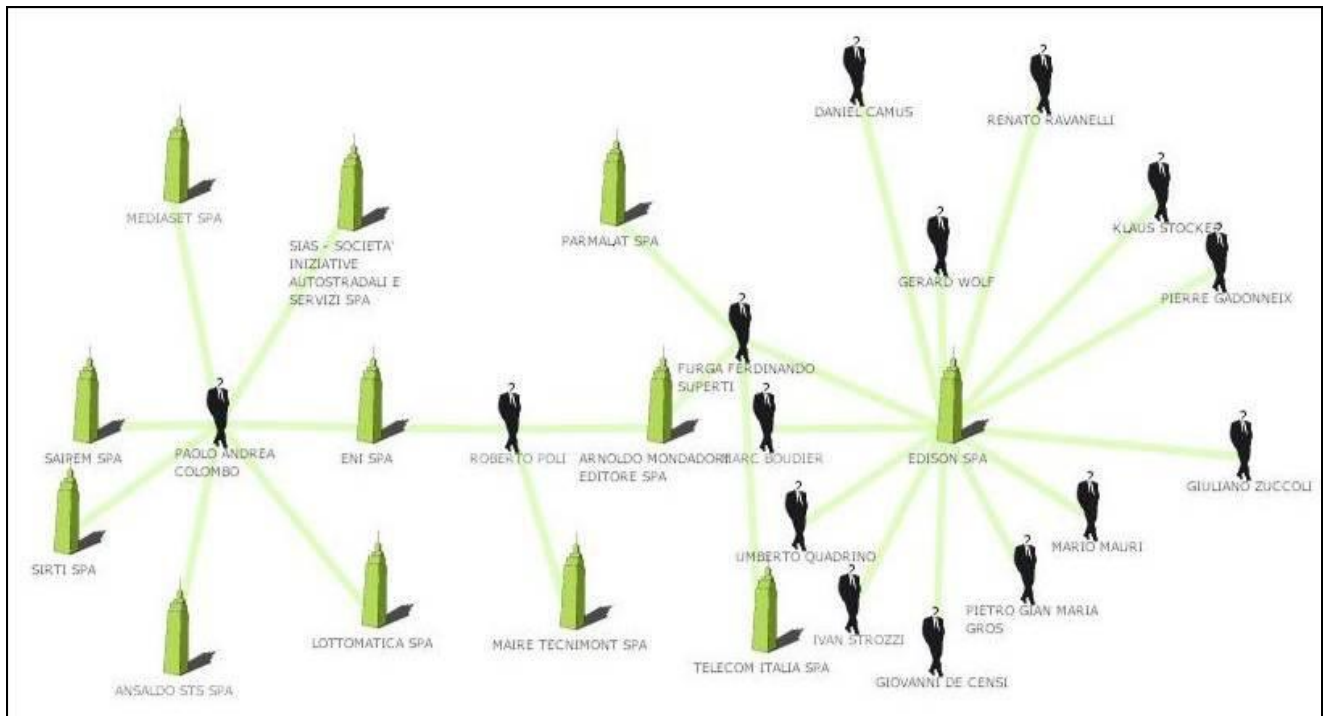 DANIEL CAMUS
RENATO RAVANELLI
MEDIASET SPA
SIAS - SOCIETA'
INIZIATIVE
AUTOSTRADALI E
SERVIZI SPA
PARMALAT SPA
KLAUS STOCKER
GERARD WOLF
PIERRE GADONNEIX
FURGA FERDINANDO
SUPERTI
SAIREM SPA
PAOLO ANDREA
COLOMBO
ENI SPA
ROBERTO POLI
ARNOLDO MONDADORI
EDITORE SPA
MARC BOUDIER
EDISON SPA
GIULIANO ZUCCOLI
SIRTI SPA
UMBERTO QUADRINO
MARIO MAURI
LOTTOMATICA SPA
MAIRE TECNIMONT SPA
IVAN STROZZI
PIETRO GIAN MARIA
GROS
TELECOM ITALIA SPA
GIOVANNI DE CENSI
ANSALDO STS SPA